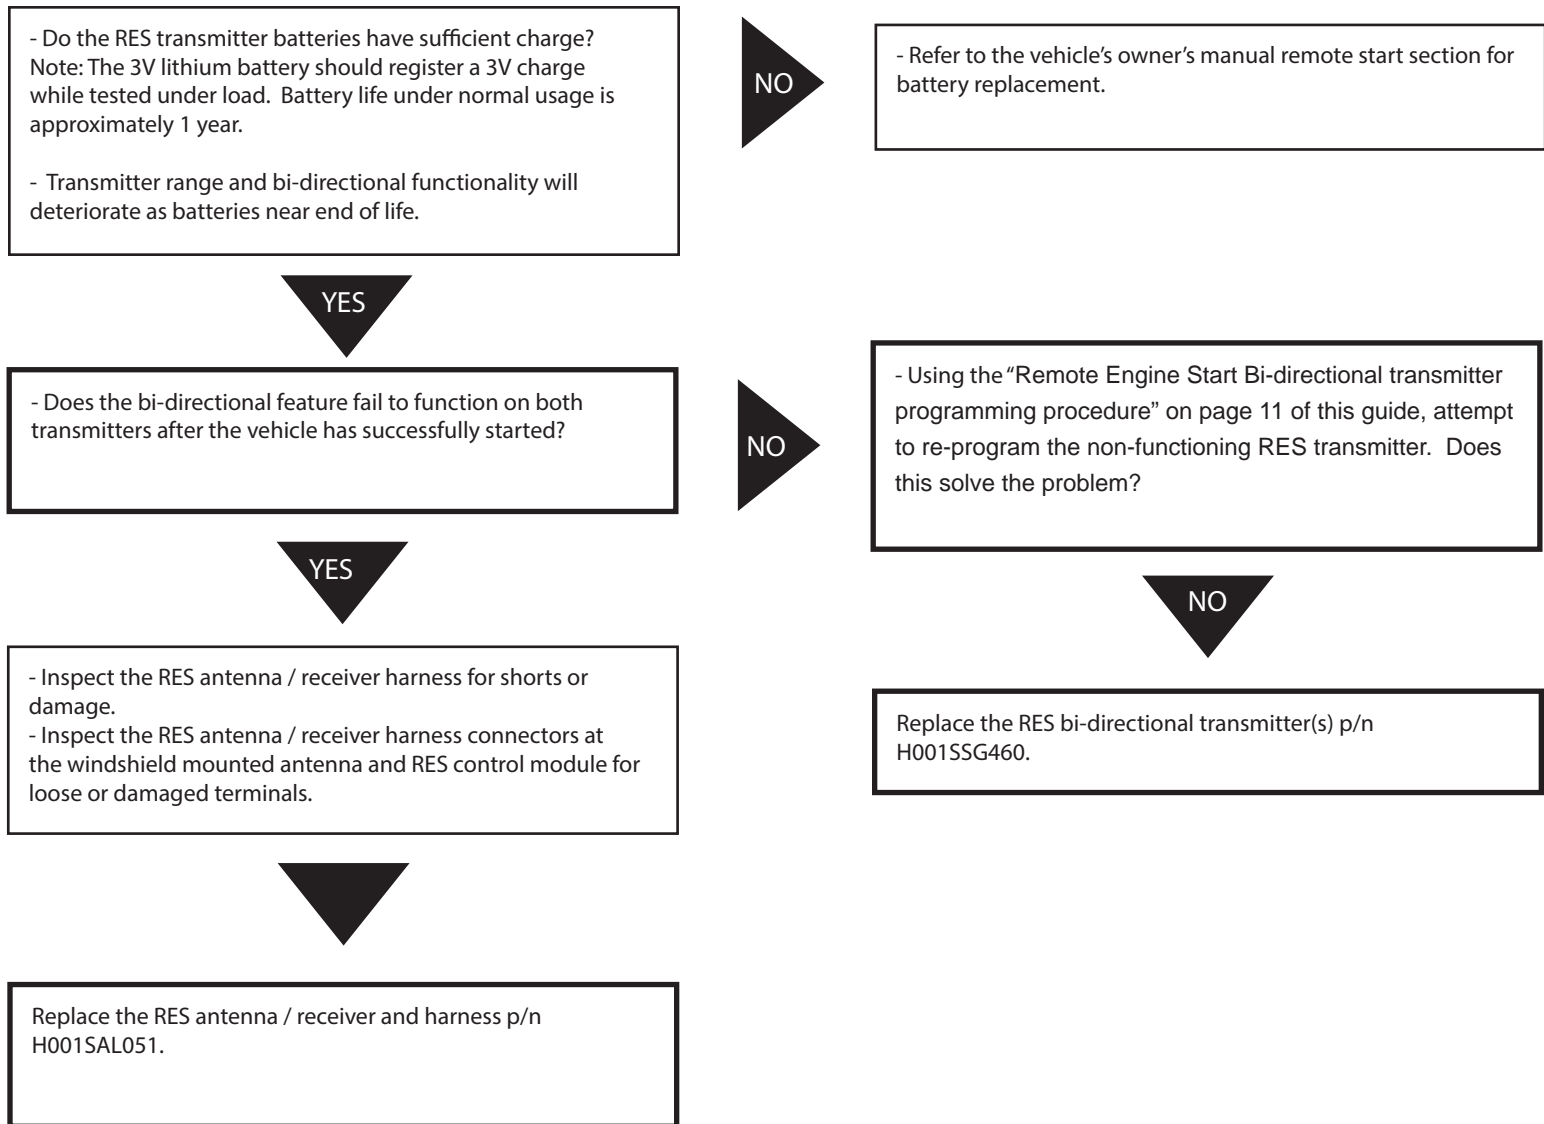 - Do the RES transmitter batteries have sufficient charge?
Note: The 3V lithium battery should register a 3V charge
while tested under load.  Battery life under normal usage is
approximately 1 year.
-  Transmitter range and bi-directional functionality will
deteriorate as batteries near end of life.
NO
- Refer to the vehicle's owner's manual remote start section for
battery replacement.
YES
- Does the bi-directional feature fail to function on both
transmitters after the vehicle has successfully started?
NO
- Using the "Remote Engine Start Bi-directional transmitter
programming procedure" on page 11 of this guide, attempt
to re-program the non-functioning RES transmitter.  Does
this solve the problem?
YES
NO
- Inspect the RES antenna / receiver harness for shorts or
damage.
- Inspect the RES antenna / receiver harness connectors at
the windshield mounted antenna and RES control module for
loose or damaged terminals.
Replace the RES bi-directional transmitter(s) p/n
H001SSG460.
Replace the RES antenna / receiver and harness p/n
H001SAL051.